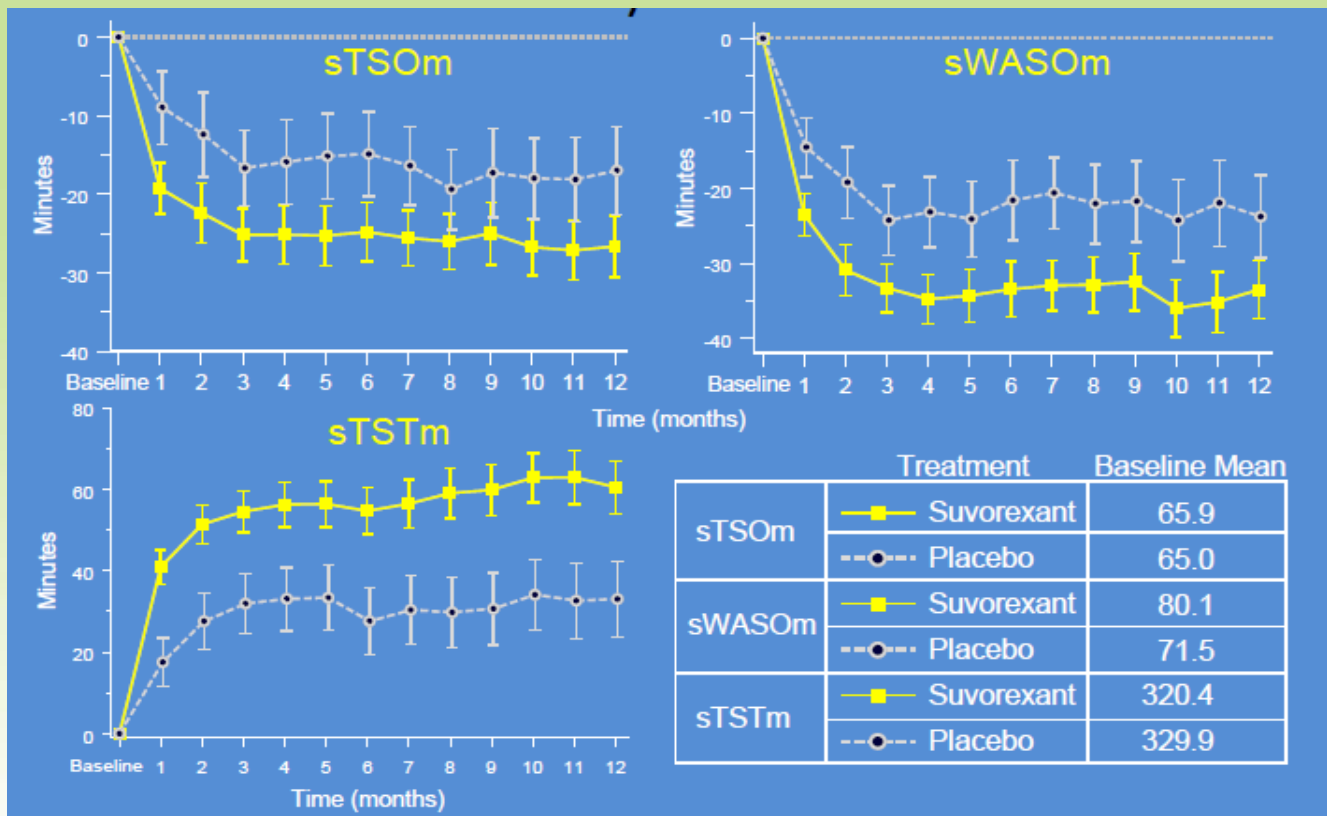 sTSOm
0
-10
-20
-30
-40
Minutes
Baseline 1 2 3 4 5 6 7 8 9 10 11 12
sWASOm
0
-10
-20
-30
-40
Minutes
Baseline 1 2 3 4 5 6 7 8 9 10 11 12
Time (months)
sTSTm
80
60
40
20
0
Minutes
Baseline 1 2 3 4 5 6 7 8 9 10 11 12
Time (months)
Treatment Baseline Mean
sTSOm
Suvorexant 65.9
Placebo 65.0
sWASOm
Suvorexant 80.1
Placebo 71.5
sTSTm
Suvorexant 320.4
Placebo 329.9